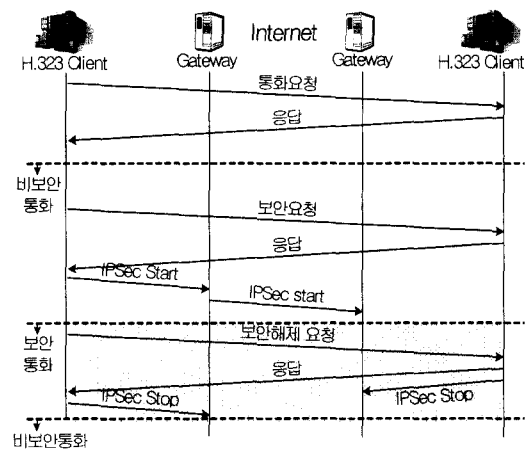 Internet
H.323 Client
Gateway
Gateway
H.323 Client
통화요청
응답
비보안
통화
보안요청
응답
IPSec Start
IPSec start
보안
통화
보안해제 요청
응답
IPSec Stop
IPSec Stop
비보안통화